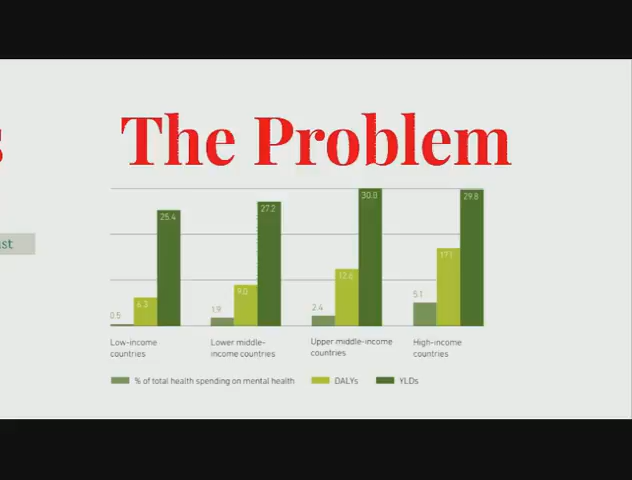 The Problem
ist
25.4
27.2
30.8
29.8
6.3
9.0
12.6
17.1
0.5
1.9
2.4
5.1
Low-income
countries
Lower middle-
income countries
Upper middle-income
countries
High-income
countries
% of total health spending on mental health
DALYs
YLDs